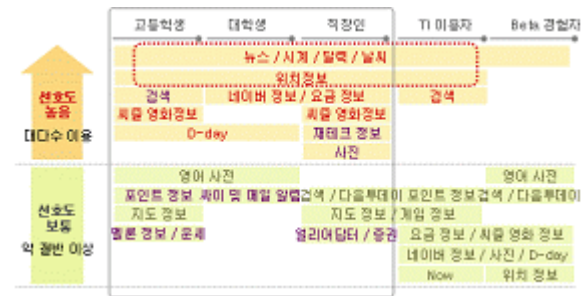 고등학생 대학생 직장인 TI 이용자 Beta 경험자
뉴스 / 시계 / 달력 / 날씨
위치정보
선호도 검색 네이버 정보 / 요금 정보 검색
높음 씨즐 영화정보 씨즐 영화정보
대다수 이용 D-day 재테크 정보
사진
영어 사전 영어 사전
포인트 정보 싸이 및 메일 알림 검색 / 다음투데이 포인트 정보 검색 / 다음투데이
선호도 지도 정보 지도 정보 / 게임 정보
보통 멜론 정보 / 운세 얼리어답터 / 증권 요금 정보 / 씨즐 영화 정보
약 절반 이상 네이버 정보 / 사진 / D-day
Now 위치 정보